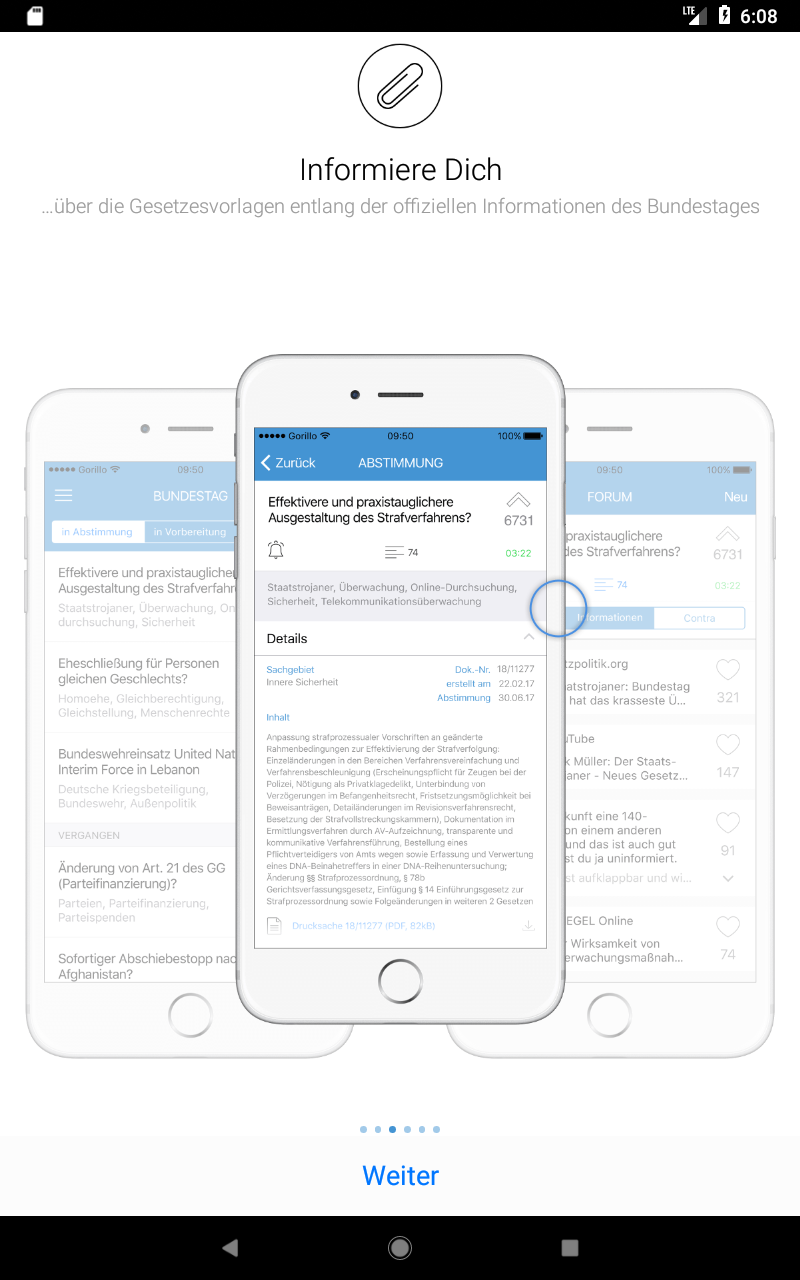 LTE 6:08
Informiere Dich
...über die Gesetzesvorlagen entlang der offiziellen Informationen des Bundestages
Gorillo 09:50
BUNDESTAG
in Abstimmung in Vorbereitung
Effektivere und praxistauglichere
Ausgestaltung des Strafverfahrens
Staatstrojaner, Überwachung,
durchsuchung, Sicherheit
Eheschließung für Personen
gleichen Geschlechts?
Homoehe, Gleichberechtigung,
Gleichstellung, Menschenrechte
Bundeswehreinsatz United Nat
Interim Force in Lebanon
Deutsche Kriegsbeteiligung,
Bundeswehr, Außenpolitik
VERGANGEN
Änderung von Art. 21 des GG
(Parteifinanzierung)?
Parteien, Parteifinanzierung,
Parteispenden
Sofortiger Abschiebestopp nac
Afghanistan?
Gorillo 09:50 100%
Zurück ABSTIMMUNG
Effektivere und praxistauglichere
Ausgestaltung des Strafverfahrens?
6731
74 03:22
Staatstrojaner, Überwachung, Online-Durchsuchung,
Sicherheit, Telekommunikationsüberwachung
Details
Sachgebiet Dok.-Nr. 18/11277
Innere Sicherheit erstellt am 22.02.17
Abstimmung 30.06.17
Inhalt
Anpassung strafprozessualer Vorschriften an geänderte
Rahmenbedingungen zur Effektivierung der Strafverfolgung:
Einzeländerungen in den Bereichen Verfahrensvereinfachung und
Verfahrensbeschleunigung (Erscheinungspflicht für Zeugen bei der
Polizei, Nötigung als Privatklagedelikt, Unterbindung von
Verzögerungen im Befangenheitsrecht, Fristsetzungsmöglichkeit bei
Beweisanträgen, Detailänderungen im Revisionsverfahrensrecht,
Besetzung der Strafvollstreckungskammern), Dokumentation im
Ermittlungsverfahren durch AV-Aufzeichnung, transparente und
kommunikative Verfahrensführung, Bestellung eines
Pflichtverteidigers von Amts wegen sowie Erfassung und Verwertung
eines DNA-Beinahetreffers in einer DNA-Reihenuntersuchung;
Änderung §§ Strafprozessordnung, § 78b
Gerichtsverfassungsgesetz, Einfügung § 14 Einführungsgesetz zur
Strafprozessordnung sowie Folgeänderungen in weiteren 2 Gesetzen
Drucksache 18/11277 (PDF, 82kB)
09:50 100%
FORUM Neu
praxistauglichere
des Strafverfahrens?
6731
74 03:22
Informationen Contra
tzpolitik.org
aatstrojaner: Bundestag
hat das krasseste Ü...
321
uTube
k Müller: Der Staats-
janer - Neues Gesetz...
147
kunft eine 140-
on einem anderen
und das ist auch gut
st du ja uninformiert.
st aufklappbar und wi...
91
EGEL Online
r Wirksamkeit von
erwachungsmaßnah...
74
Weiter